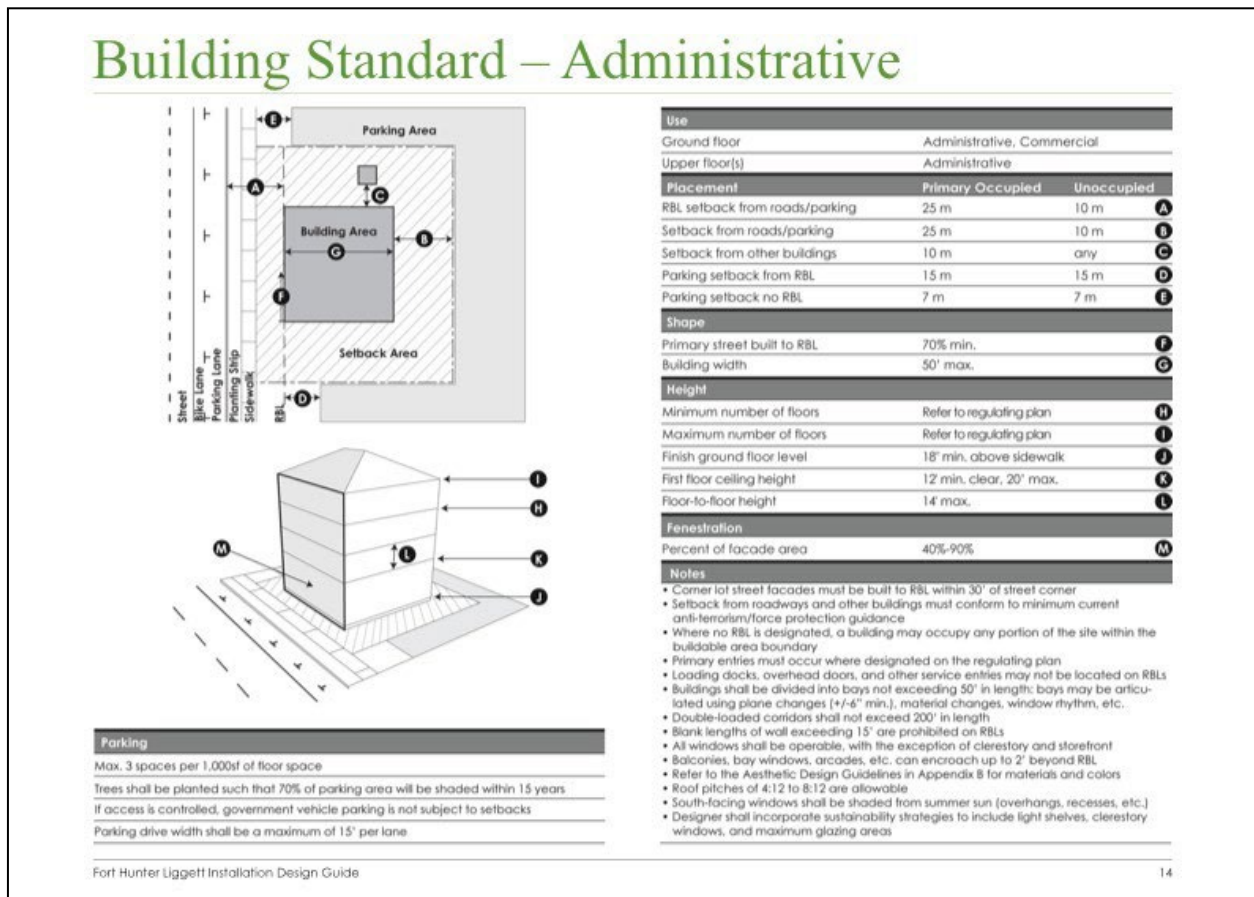 Building Standard – Administrative
E
Parking Area
A
C
Building Area
B
G
F
Setback Area
D
Street
Bike Lane
Parking Lane
Planting Strip
Sidewalk
RBL
I
H
M
L
K
J
Parking
Max. 3 spaces per 1,000sf of floor space
Trees shall be planted such that 70% of parking area will be shaded within 15 years
If access is controlled, government vehicle parking is not subject to setbacks
Parking drive width shall be a maximum of 15' per lane
Use
Ground floor Administrative, Commercial
Upper floor(s) Administrative
Placement Primary Occupied Unoccupied
RBL setback from roads/parking 25 m 10 m A
Setback from roads/parking 25 m 10 m B
Setback from other buildings 10 m any C
Parking setback from RBL 15 m 15 m D
Parking setback no RBL 7 m 7 m E
Shape
Primary street built to RBL 70% min. F
Building width 50' max. G
Height
Minimum number of floors Refer to regulating plan H
Maximum number of floors Refer to regulating plan I
Finish ground floor level 18" min. above sidewalk J
First floor ceiling height 12' min. clear, 20' max. K
Floor-to-floor height 14' max. L
Fenestration
Percent of facade area 40%-90% M
Notes
• Corner lot street facades must be built to RBL within 30' of street corner
• Setback from roadways and other buildings must conform to minimum current
anti-terrorism/force protection guidance
• Where no RBL is designated, a building may occupy any portion of the site within the
buildable area boundary
• Primary entries must occur where designated on the regulating plan
• Loading docks, overhead doors, and other service entries may not be located on RBLs
• Buildings shall be divided into bays not exceeding 50' in length; bays may be articu-
lated using plane changes (+/-6" min.), material changes, window rhythm, etc.
• Double-loaded corridors shall not exceed 200' in length
• Blank lengths of wall exceeding 15' are prohibited on RBLs
• All windows shall be operable, with the exception of clerestory and storefront
• Balconies, bay windows, arcades, etc. can encroach up to 2' beyond RBL
• Refer to the Aesthetic Design Guidelines in Appendix B for materials and colors
• Roof pitches of 4:12 to 8:12 are allowable
• South-facing windows shall be shaded from summer sun (overhangs, recesses, etc.)
• Designer shall incorporate sustainability strategies to include light shelves, clerestory
windows, and maximum glazing areas
Fort Hunter Liggett Installation Design Guide 14